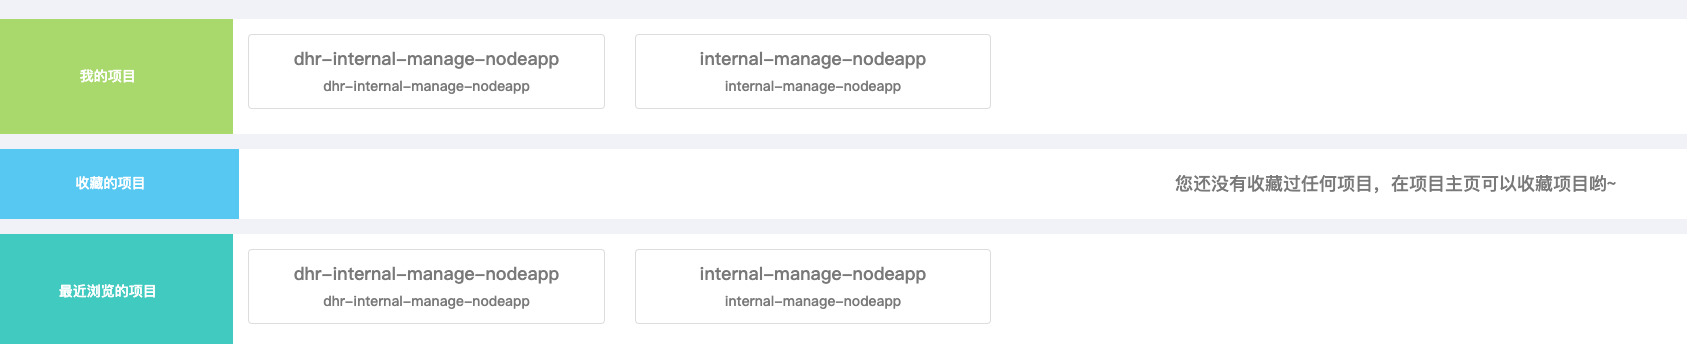 我的项目
dhr-internal-manage-nodeapp
dhr-internal-manage-nodeapp
internal-manage-nodeapp
internal-manage-nodeapp
收藏的项目
您还没有收藏过任何项目，在项目主页可以收藏项目哟~
最近浏览的项目
dhr-internal-manage-nodeapp
dhr-internal-manage-nodeapp
internal-manage-nodeapp
internal-manage-nodeapp